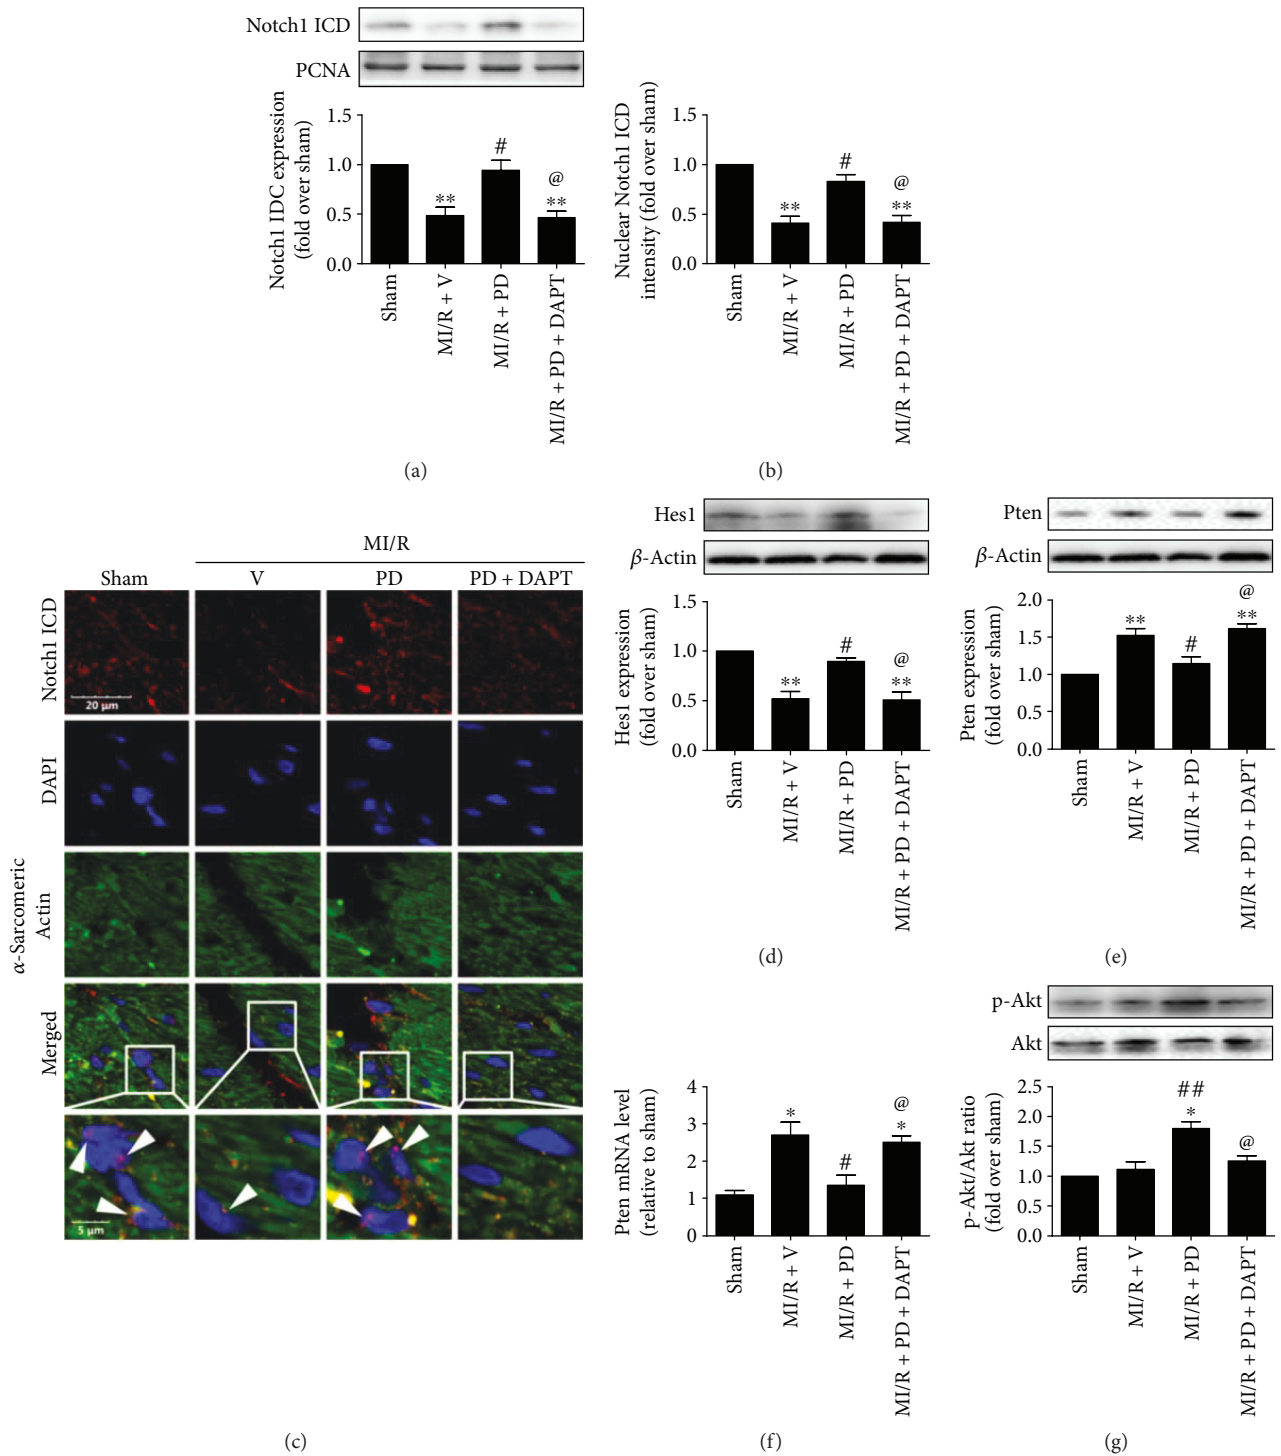 Notch1 ICD
PCNA
Notch1 IDC expression
(fold over sham)
1.5
1.0
0.5
0.0
**
#
@
**
Sham
MI/R + V
MI/R + PD
MI/R + PD + DAPT
(a)
Nuclear Notch1 ICD
intensity (fold over sham)
1.5
1.0
0.5
0.0
**
#
@
**
Sham
MI/R + V
MI/R + PD
MI/R + PD + DAPT
(b)
MI/R
Sham
V
PD
PD + DAPT
Notch1 ICD
20 μm
DAPI
α-Sarcomeric
Actin
Merged
5 μm
(c)
Hes1
β-Actin
Hes1 expression
(fold over sham)
1.5
1.0
0.5
0.0
**
#
@
**
Sham
MI/R + V
MI/R + PD
MI/R + PD + DAPT
(d)
Pten
β-Actin
Pten expression
(fold over sham)
2.0
1.5
1.0
0.5
0.0
**
#
@
**
Sham
MI/R + V
MI/R + PD
MI/R + PD + DAPT
(e)
Pten mRNA level
(relative to sham)
4
3
2
1
0
*
#
@
*
Sham
MI/R + V
MI/R + PD
MI/R + PD + DAPT
(f)
p-Akt
Akt
p-Akt/Akt ratio
(fold over sham)
2.5
2.0
1.5
1.0
0.5
0.0
##
*
@
Sham
MI/R + V
MI/R + PD
MI/R + PD + DAPT
(g)